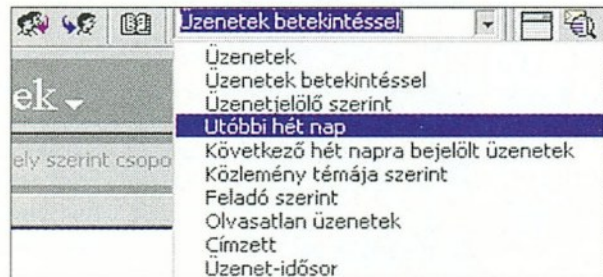 Üzenetek betekintéssel
Üzenetek
Üzenetek betekintéssel
Üzenetjelölő szerint
ek
Utóbbi hét nap
ely szerint csopo
Következő hét napra bejelölt üzenetek
Közlemény témája szerint
Feladó szerint
Olvasatlan üzenetek
Címzett
Üzenet-idősor